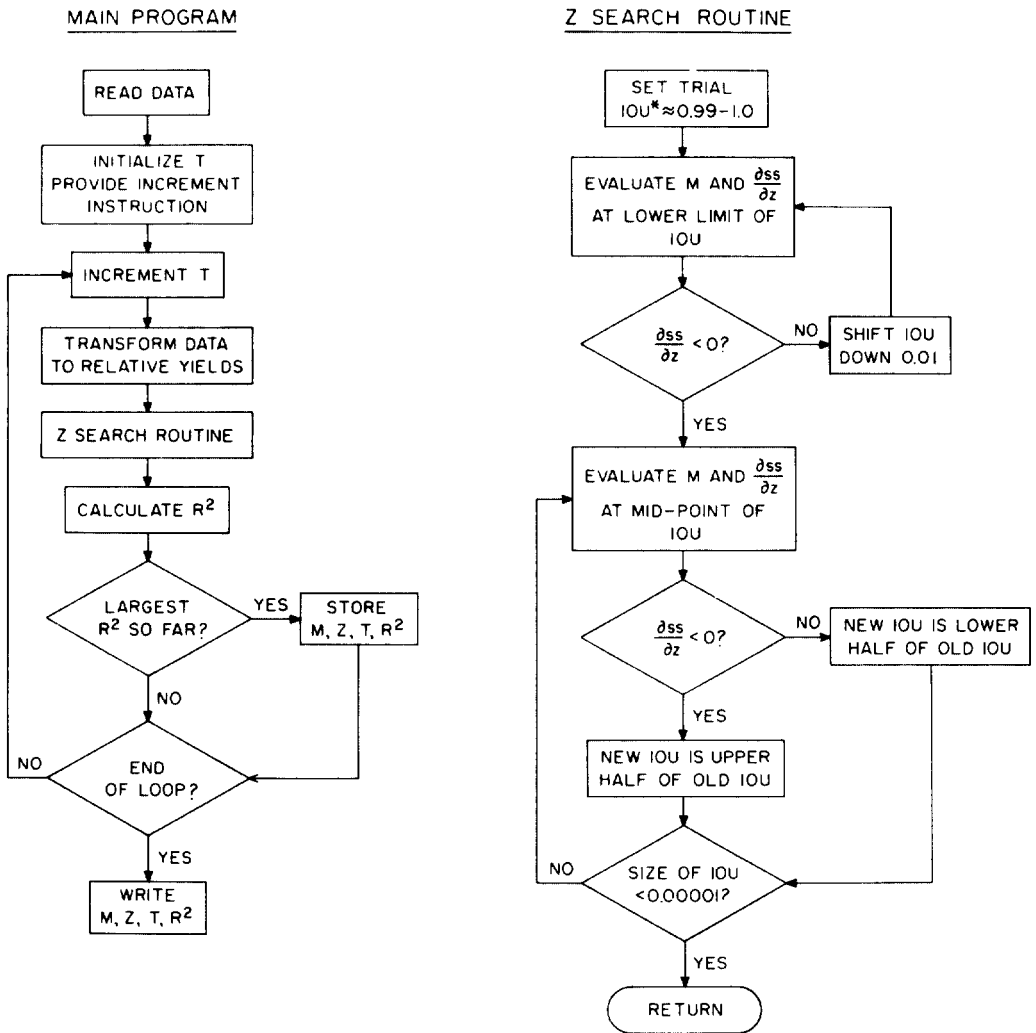 MAIN PROGRAM
READ DATA
INITIALIZE T
PROVIDE INCREMENT
INSTRUCTION
INCREMENT T
TRANSFORM DATA
TO RELATIVE YIELDS
Z SEARCH ROUTINE
CALCULATE R²
LARGEST
R² SO FAR?
YES
STORE
M, Z, T, R²
NO
END
OF LOOP?
NO
YES
WRITE
M, Z, T, R²
Z SEARCH ROUTINE
SET TRIAL
IOU*≈0.99-1.0
EVALUATE M AND ∂ss/∂z
AT LOWER LIMIT OF
IOU
∂ss/∂z <0?
NO
SHIFT IOU
DOWN 0.01
YES
EVALUATE M AND ∂ss/∂z
AT MID-POINT OF
IOU
∂ss/∂z <0?
NO
NEW IOU IS LOWER
HALF OF OLD IOU
YES
NEW IOU IS UPPER
HALF OF OLD IOU
SIZE OF IOU
<0.00001?
NO
YES
RETURN